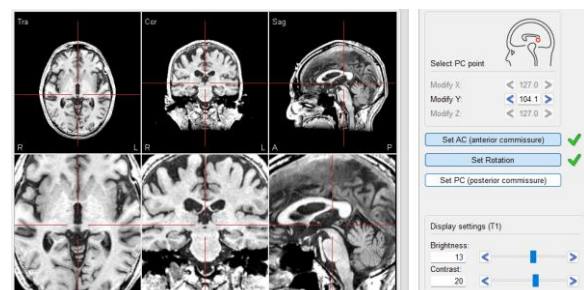 Tra
Cor
Sag
R
L
R
L
A
P
Select PC point
Modify X:
127.0
Modify Y:
104.1
Modify Z:
127.0
Set AC (anterior commissure)
Set Rotation
Set PC (posterior commissure)
Display settings (T1)
Brightness:
13
Contrast:
20